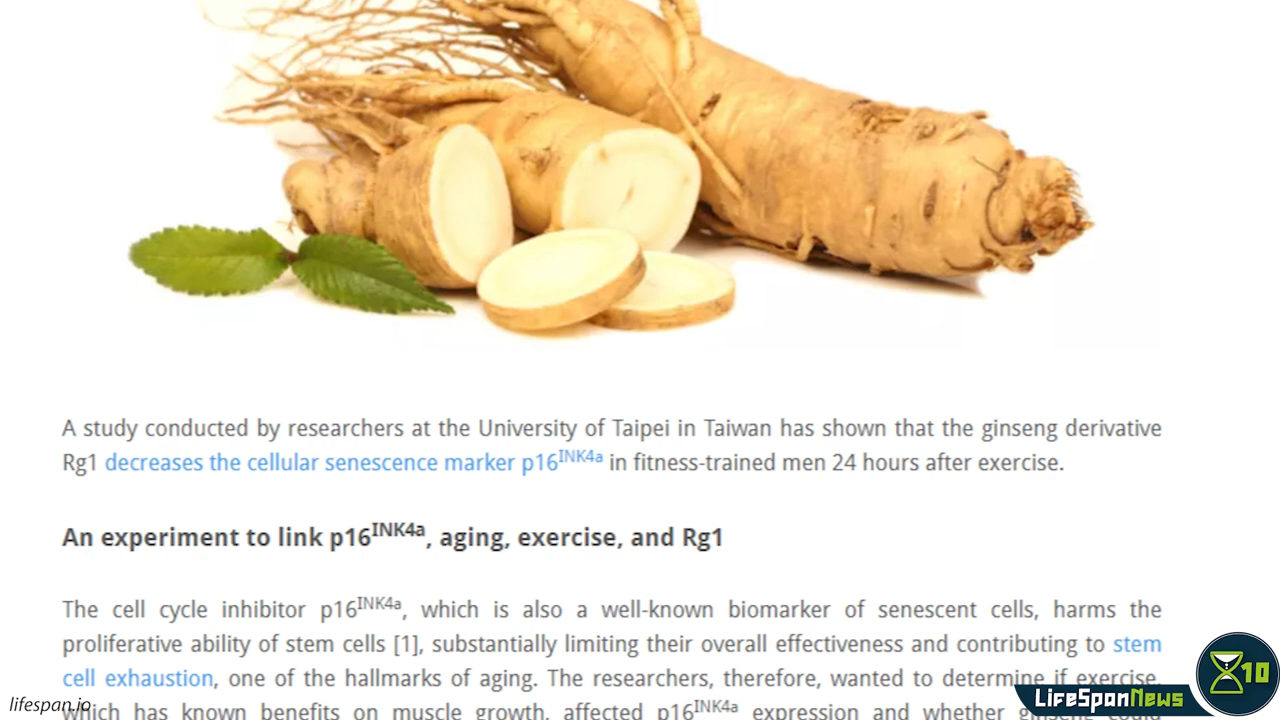 A study conducted by researchers at the University of Taipei in Taiwan has shown that the ginseng derivative
Rg1 decreases the cellular senescence marker p16INK4a in fitness-trained men 24 hours after exercise.
An experiment to link p16INK4a, aging, exercise, and Rg1
The cell cycle inhibitor p16INK4a, which is also a well-known biomarker of senescent cells, harms the
proliferative ability of stem cells [1], substantially limiting their overall effectiveness and contributing to stem
cell exhaustion, one of the hallmarks of aging. The researchers, therefore, wanted to determine if exercise,
which has known benefits on muscle growth, affected p16INK4a expression and whether ginseng could
lifespan.io
LifeSpanNews
10